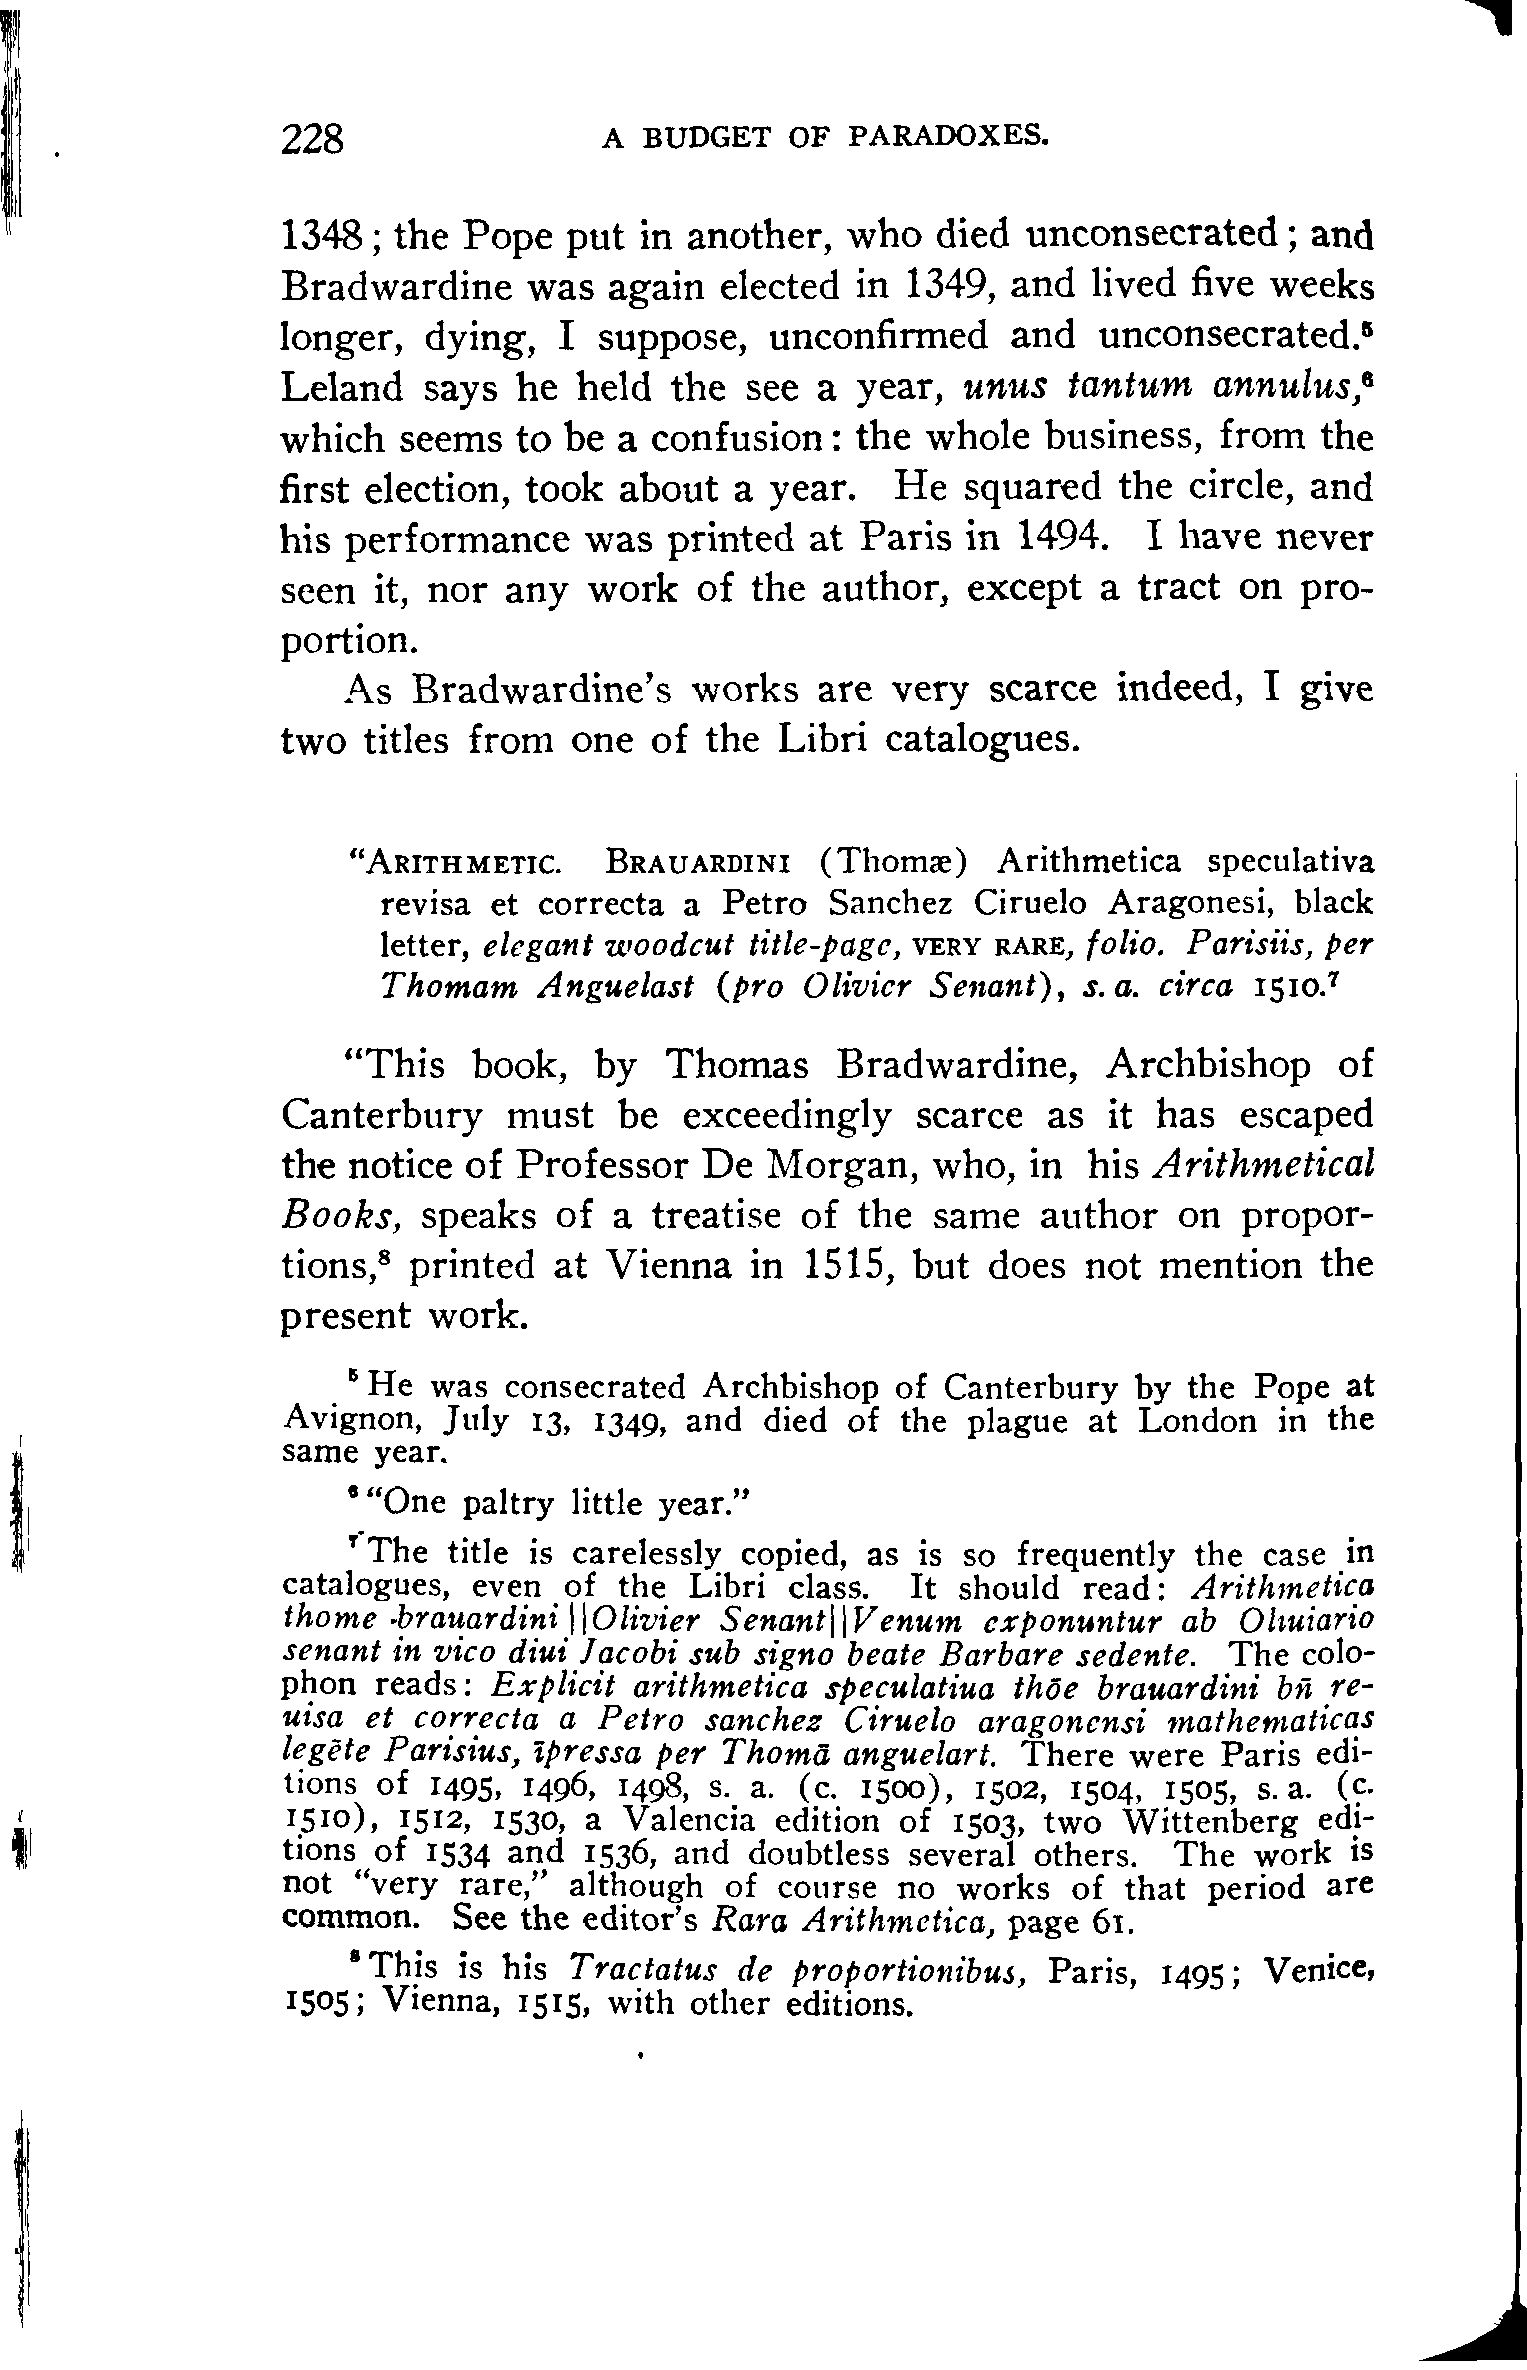 228 A BUDGET OF PARADOXES.
1348; the Pope put in another, who died unconsecrated; and
Bradwardine was again elected in 1349, and lived five weeks
longer, dying, I suppose, unconfirmed and unconsecrated.⁵
Leland says he held the see a year, unus tantum annulus,⁶
which seems to be a confusion: the whole business, from the
first election, took about a year. He squared the circle, and
his performance was printed at Paris in 1494. I have never
seen it, nor any work of the author, except a tract on pro-
portion.
As Bradwardine's works are very scarce indeed, I give
two titles from one of the Libri catalogues.
"ARITHMETIC. BRAUARDINI (Thomæ) Arithmetica speculativa
revisa et correcta a Petro Sanchez Ciruelo Aragonesi, black
letter, elegant woodcut title-page, VERY RARE, folio. Parisiis, per
Thomam Anguelast (pro Olivier Senant), s. a. circa 1510.⁷
"This book, by Thomas Bradwardine, Archbishop of
Canterbury must be exceedingly scarce as it has escaped
the notice of Professor De Morgan, who, in his Arithmetical
Books, speaks of a treatise of the same author on propor-
tions,⁸ printed at Vienna in 1515, but does not mention the
present work.
⁵ He was consecrated Archbishop of Canterbury by the Pope at
Avignon, July 13, 1349, and died of the plague at London in the
same year.
⁶ "One paltry little year."
⁷ The title is carelessly copied, as is so frequently the case in
catalogues, even of the Libri class. It should read: Arithmetica
thome brauardini||Olivier Senant||Venum exponuntur ab Oliuiario
senant in vico diui Jacobi sub signo beate Barbare sedente. The colo-
phon reads: Explicit arithmetica speculatiua thōe brauardini bn̄ re-
uisa et correcta a Petro sanchez Ciruelo aragonensi mathematicas
legēte Parisius, īpressa per Thomā anguelart. There were Paris edi-
tions of 1495, 1496, 1498, s. a. (c. 1500), 1502, 1504, 1505, s. a. (c.
1510), 1512, 1530, a Valencia edition of 1503, two Wittenberg edi-
tions of 1534 and 1536, and doubtless several others. The work is
not "very rare," although of course no works of that period are
common. See the editor's Rara Arithmetica, page 61.
⁸ This is his Tractatus de proportionibus, Paris, 1495; Venice,
1505; Vienna, 1515, with other editions.